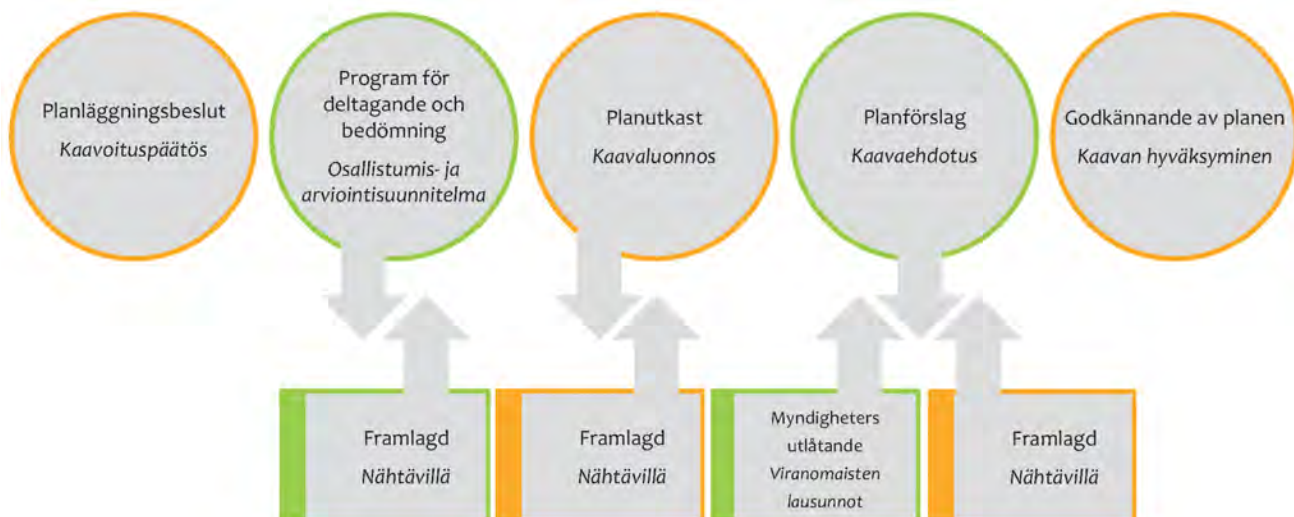 Planläggningsbeslut
Kaavoituspäätös
Program för
deltagande och
bedömning
Osallistumis- ja
arviointisuunnitelma
Planutkast
Kaavaluonnos
Planförslag
Kaavaehdotus
Godkännande av planen
Kaavan hyväksyminen
Framlagd
Nähtävillä
Framlagd
Nähtävillä
Myndigheters
utlåtande
Viranomaisten
lausunnot
Framlagd
Nähtävillä